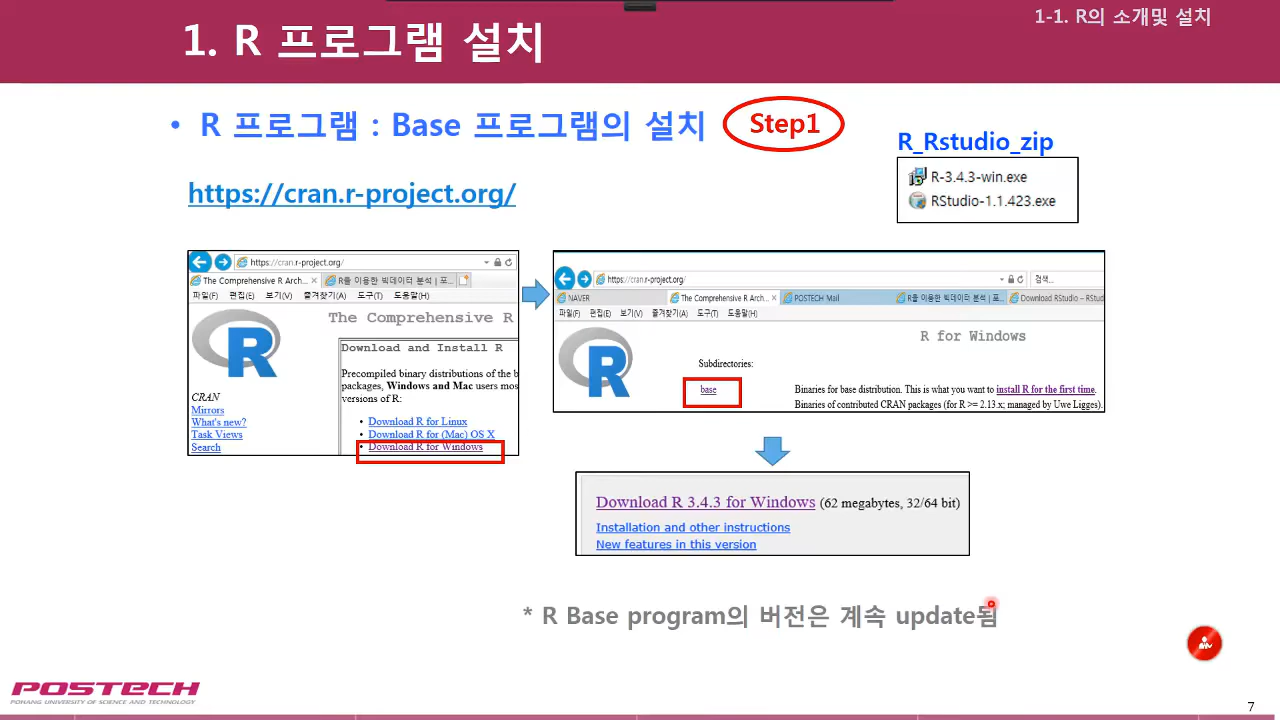 1-1. R의 소개및 설치
1. R 프로그램 설치
• R 프로그램 : Base 프로그램의 설치
Step1
R_Rstudio_zip
R-3.4.3-win.exe
RStudio-1.1.423.exe
https://cran.r-project.org/
https://cran.r-project.org/
The Comprehensive R Arch... × R를 이용한 빅데이터 분석 | 포...
파일(F) 편집(E) 보기(V) 즐겨찾기(A) 도구(T) 도움말(H)
R
The Comprehensive R
Download and Install R
Precompiled binary distributions of the b
packages, Windows and Mac users mos
versions of R:
• Download R for Linux
• Download R for (Mac) OS X
• Download R for Windows
CRAN
Mirrors
What's new?
Task Views
Search
https://cran.r-project.org/ 검색...
NAVER The Comprehensive R Arch... × POSTECH Mail R를 이용한 빅데이터 분석 | 포... Download RStudio – RStud
파일(F) 편집(E) 보기(V) 즐겨찾기(A) 도구(T) 도움말(H)
R
R for Windows
Subdirectories:
base Binaries for base distribution. This is what you want to install R for the first time.
Binaries of contributed CRAN packages (for R >= 2.13.x; managed by Uwe Ligges).
Download R 3.4.3 for Windows (62 megabytes, 32/64 bit)
Installation and other instructions
New features in this version
* R Base program의 버전은 계속 update됨
POSTECH
POHANG UNIVERSITY OF SCIENCE AND TECHNOLOGY
7